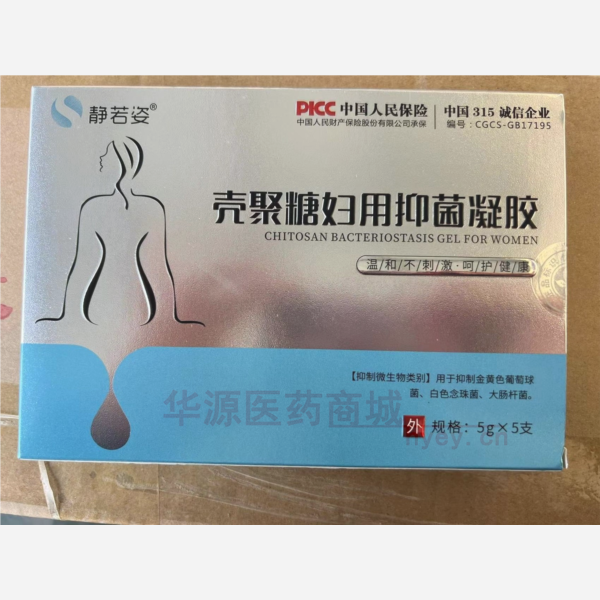 静若姿®
PICC 中国人民保险
中国人民财产保险股份有限公司承保
中国 315 诚信企业
编号：CGCS-GB17195
壳聚糖妇用抑菌凝胶
CHITOSAN BACTERIOSTASIS GEL FOR WOMEN
温/和/不/刺/激·呵/护/健/康
【抑制微生物类别】用于抑制金黄色葡萄球
菌、白色念珠菌、大肠杆菌。
华源医药商城
外 规格：5g×5支
hyey.cn